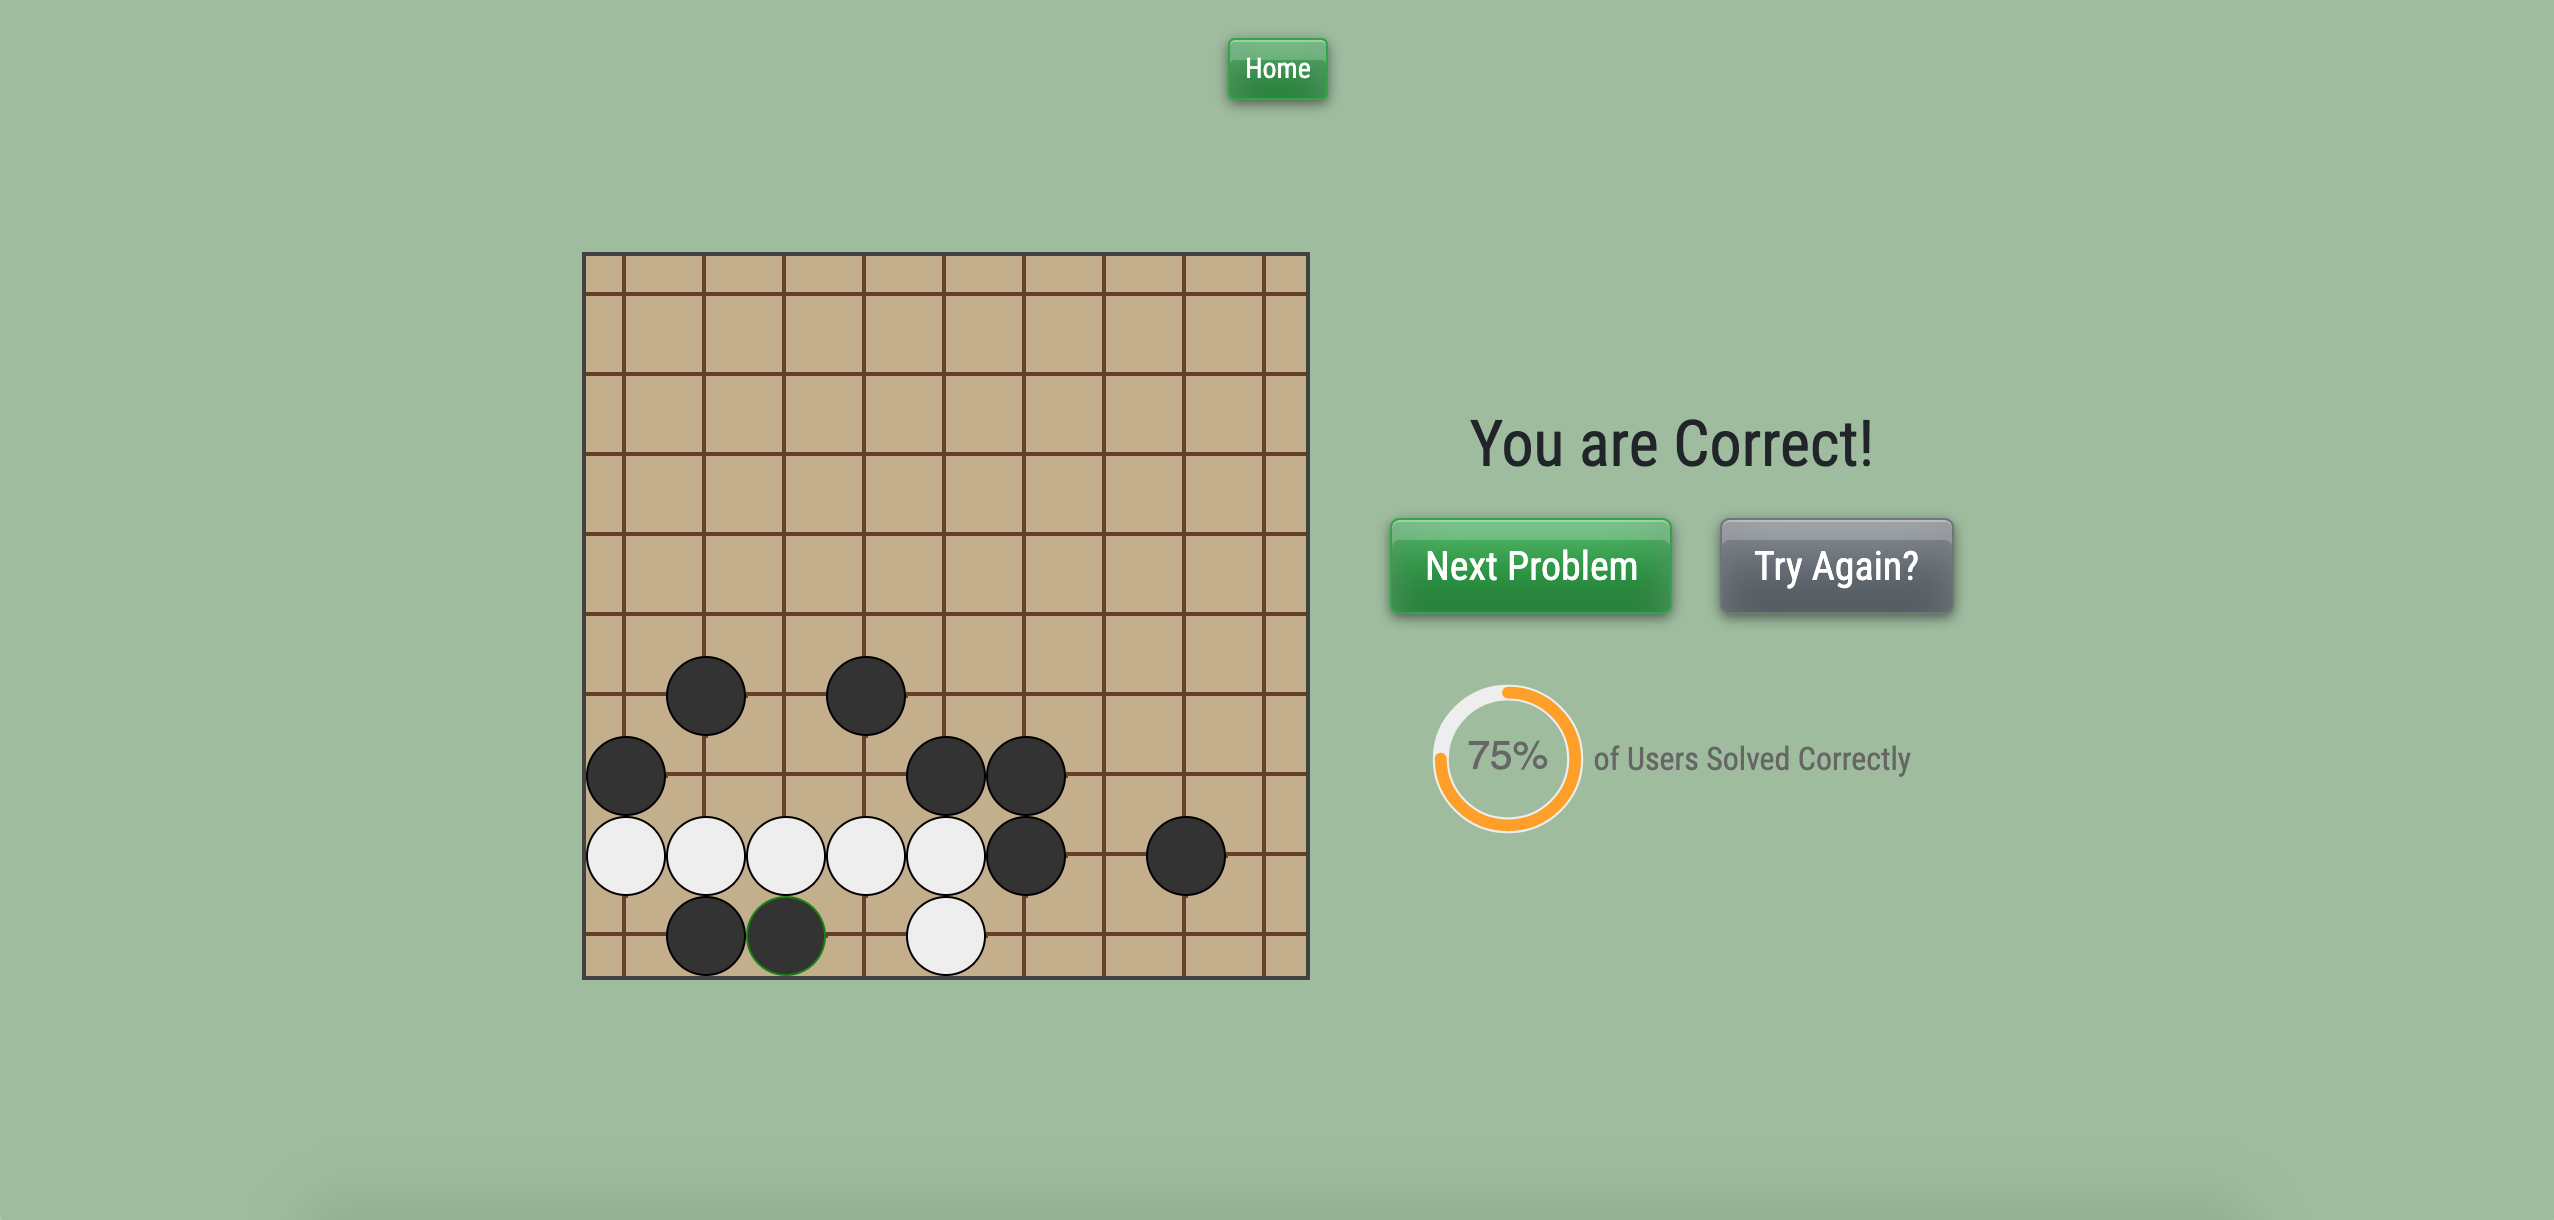 Home
You are Correct!
Next Problem
Try Again?
75%
of Users Solved Correctly